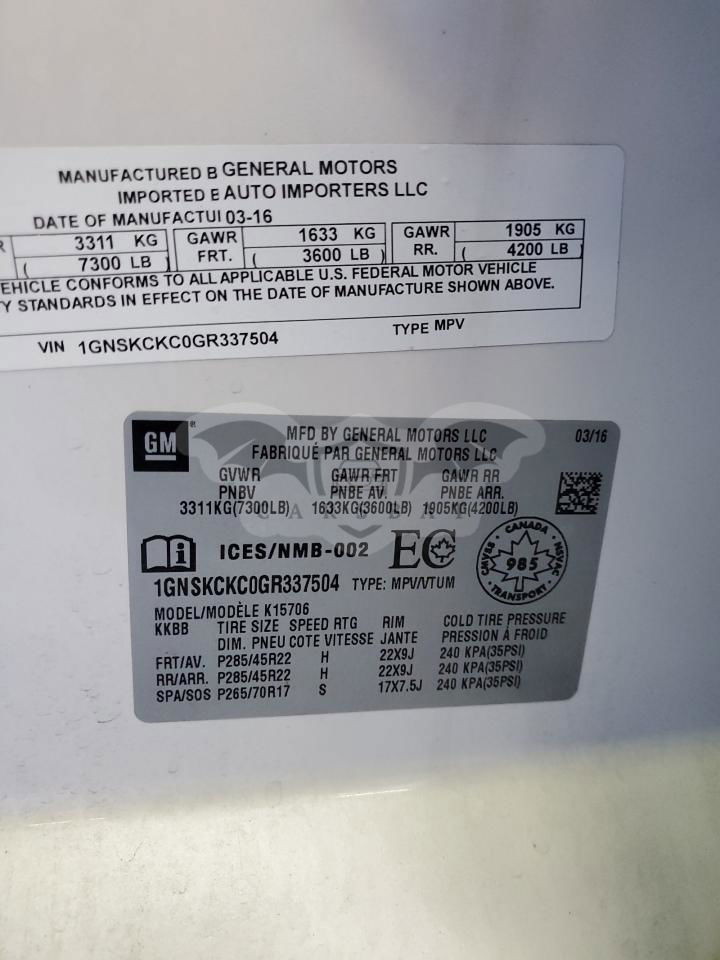 MANUFACTURED B GENERAL MOTORS
IMPORTED E AUTO IMPORTERS LLC
DATE OF MANUFACTUI 03-16
R 3311 KG GAWR 1633 KG GAWR 1905 KG
( 7300 LB ) FRT. ( 3600 LB ) RR. ( 4200 LB )
EHICLE CONFORMS TO ALL APPLICABLE U.S. FEDERAL MOTOR VEHICLE
Y STANDARDS IN EFFECT ON THE DATE OF MANUFACTURE SHOWN ABOVE.
VIN 1GNSKCKC0GR337504 TYPE MPV
GM ® MFD BY GENERAL MOTORS LLC 03/16
FABRIQUÉ PAR GENERAL MOTORS LLC
GVWR GAWR FRT GAWR RR
PNBV PNBE AV. PNBE ARR.
3311KG(7300LB) 1633KG(3600LB) 1905KG(4200LB)
CARSBAT
i ICES/NMB-002 EC
CANADA CMVSS NSVAC 985 TRANSPORT
1GNSKCKC0GR337504 TYPE: MPV/VTUM
MODEL/MODÈLE K15706
KKBB TIRE SIZE SPEED RTG RIM COLD TIRE PRESSURE
DIM. PNEU COTE VITESSE JANTE PRESSION À FROID
FRT/AV. P285/45R22 H 22X9J 240 KPA(35PSI)
RR/ARR. P285/45R22 H 22X9J 240 KPA(35PSI)
SPA/SOS P265/70R17 S 17X7.5J 240 KPA(35PSI)